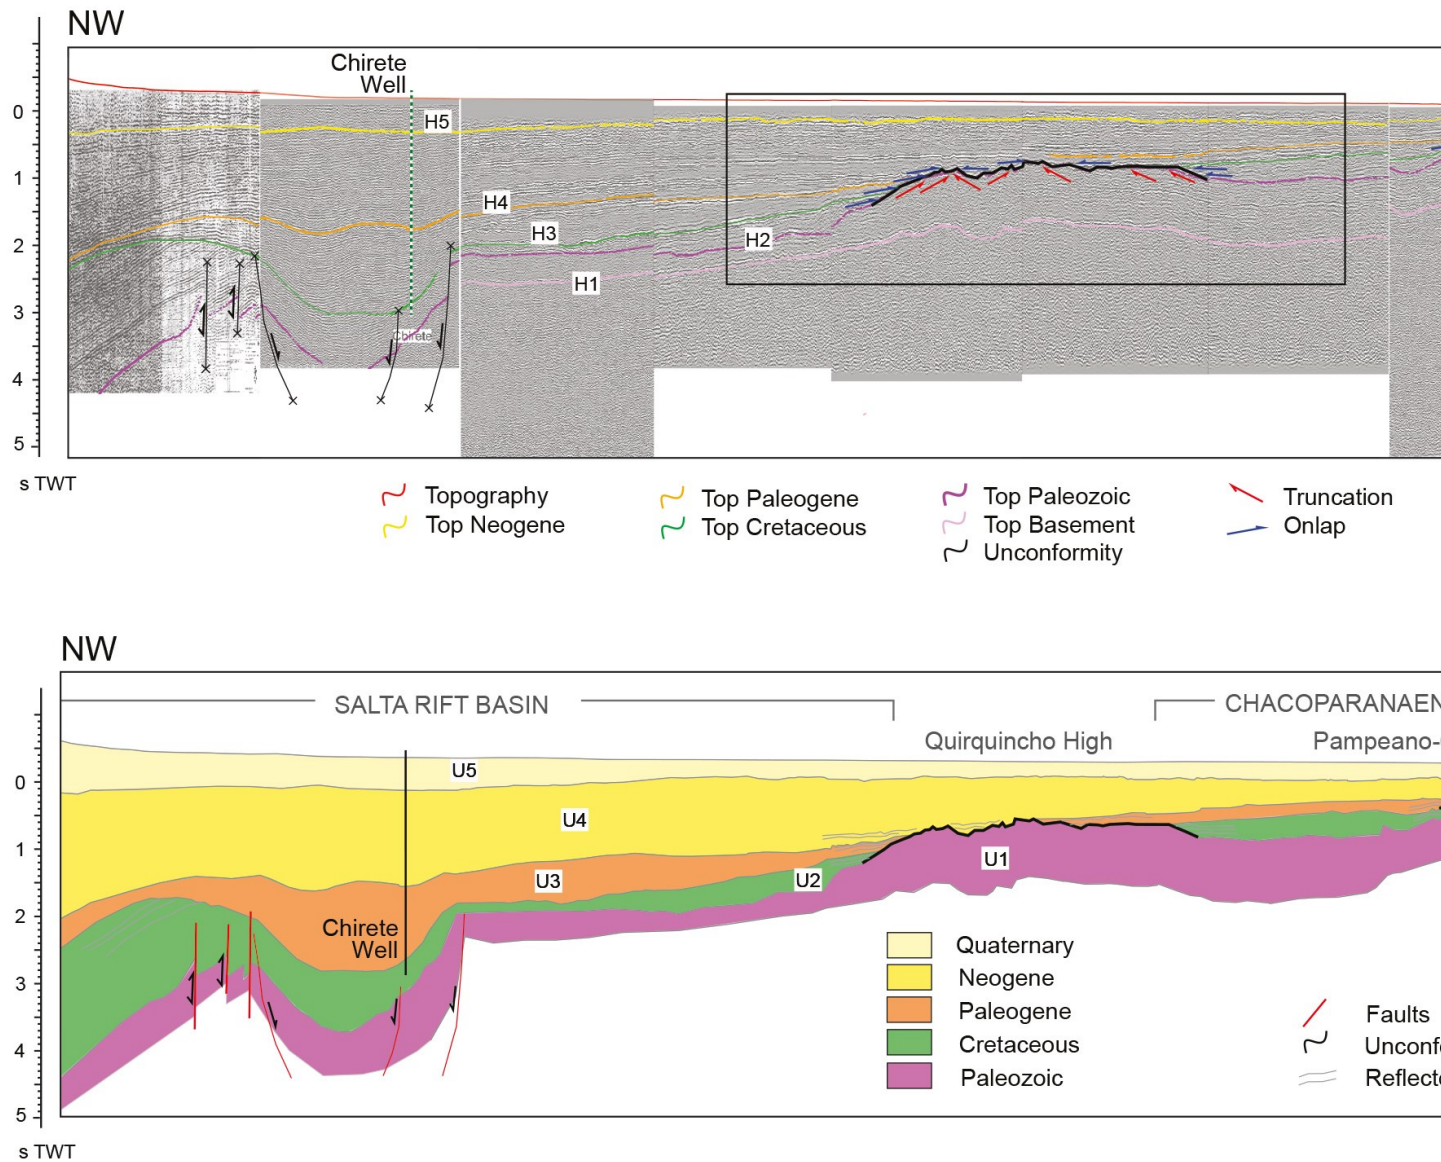 NW
Chirete
Well
H5
H4
H3
H2
H1
Chirete
0
1
2
3
4
5
s TWT
Topography
Top Neogene
Top Paleogene
Top Cretaceous
Top Paleozoic
Top Basement
Unconformity
Truncation
Onlap
NW
SALTA RIFT BASIN
CHACOPARANAEN
Quirquincho High
Pampeano-
U5
U4
U3
U2
U1
Chirete
Well
0
1
2
3
4
5
s TWT
Quaternary
Neogene
Paleogene
Cretaceous
Paleozoic
Faults
Unconfo
Reflecte